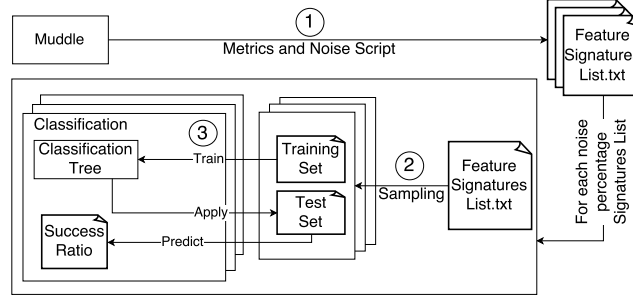 1
Muddle
Metrics and Noise Script
Feature
Signature
List.txt
Classification
3
Classification
Tree
Train
Training
Set
2
Sampling
Feature
Signatures
List.txt
Apply
Test
Set
Success
Ratio
Predict
For each noise
percentage
Signatures List